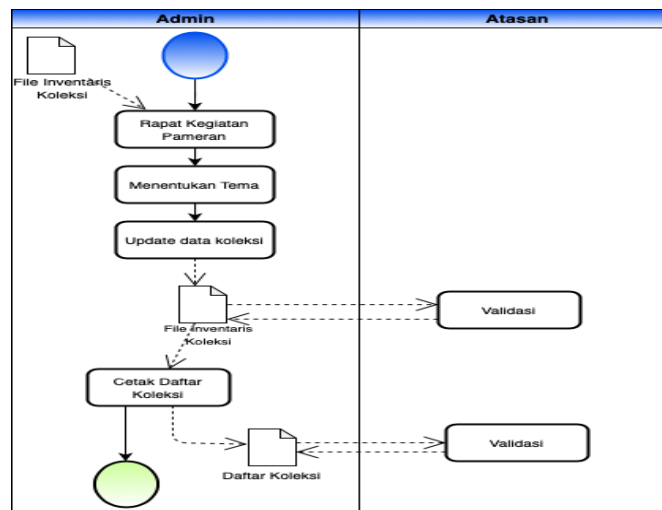 Admin
Atasan
File Inventaris
Koleksi
Rapat Kegiatan
Pameran
Menentukan Tema
Update data koleksi
File Inventaris
Koleksi
Validasi
Cetak Daftar
Koleksi
Daftar Koleksi
Validasi